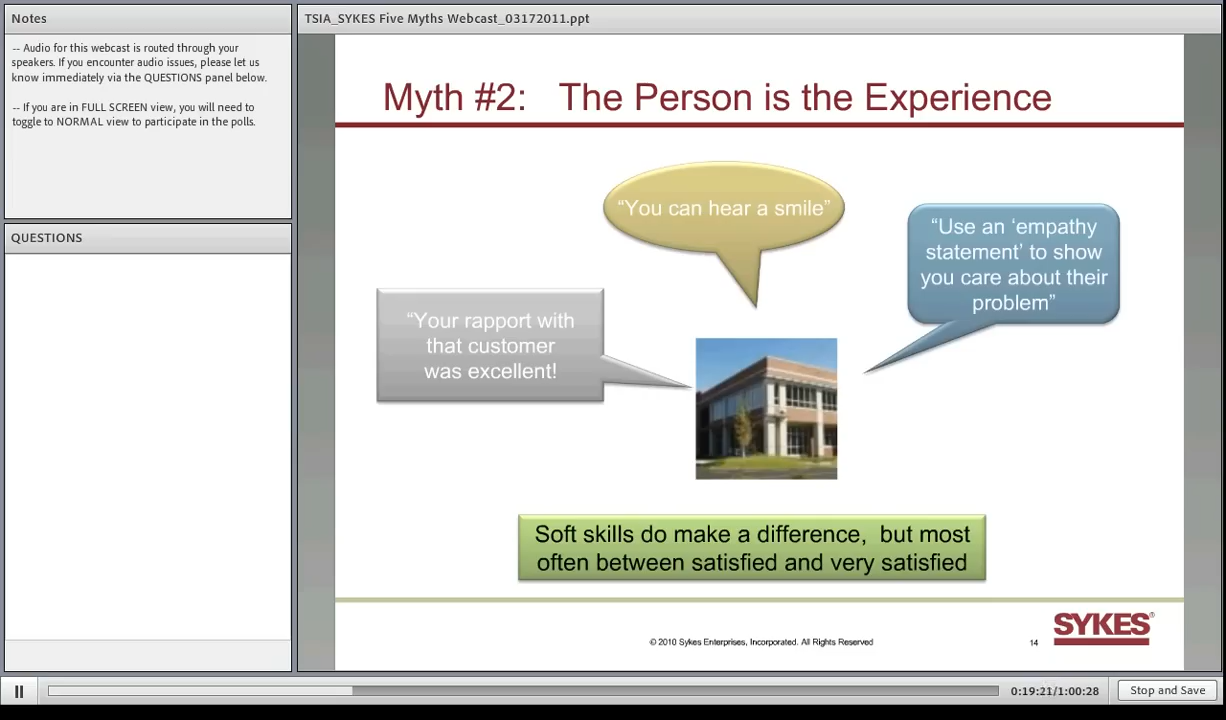 Notes
-- Audio for this webcast is routed through your
speakers. If you encounter audio issues, please let us
know immediately via the QUESTIONS panel below.
-- If you are in FULL SCREEN view, you will need to
toggle to NORMAL view to participate in the polls.
QUESTIONS
TSIA_SYKES Five Myths Webcast_03172011.ppt
Myth #2: The Person is the Experience
“You can hear a smile”
“Use an ‘empathy
statement’ to show
you care about their
problem”
“Your rapport with
that customer
was excellent!
Soft skills do make a difference, but most
often between satisfied and very satisfied
© 2010 Sykes Enterprises, Incorporated. All Rights Reserved
14
SYKES®
0:19:21/1:00:28
Stop and Save